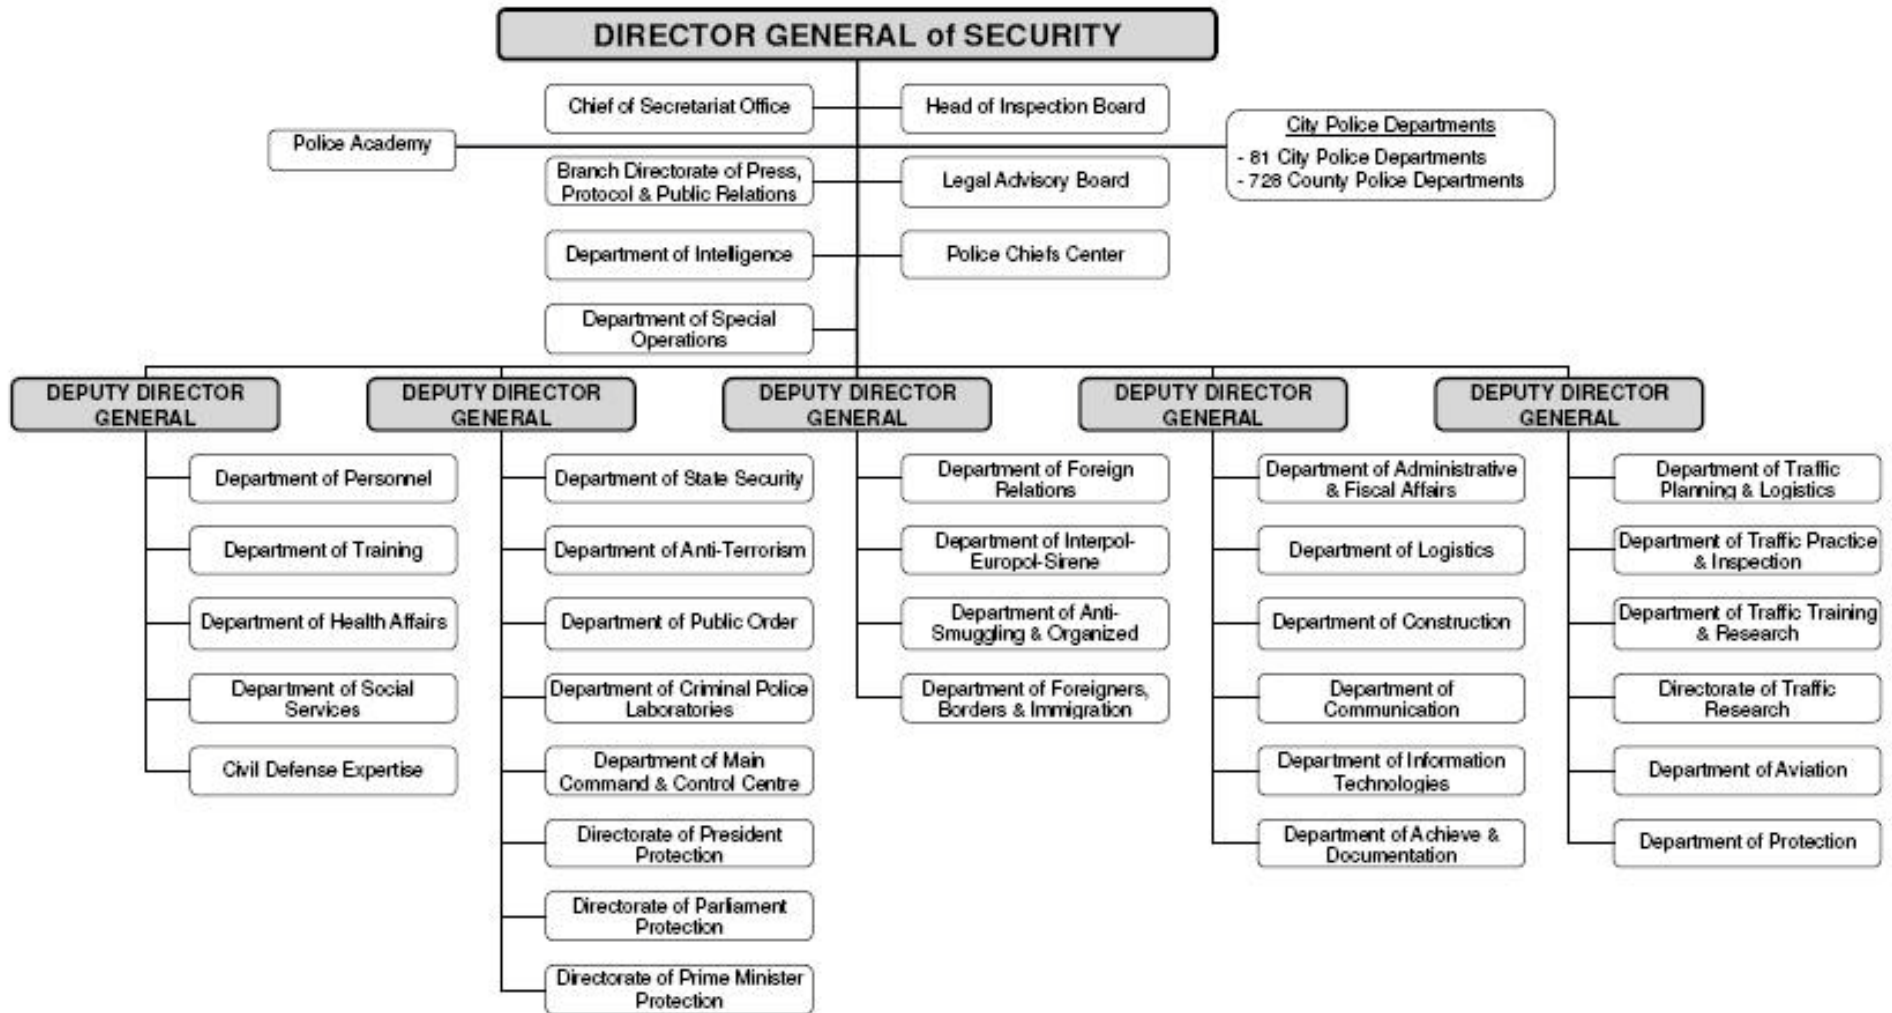 DIRECTOR GENERAL of SECURITY
Chief of Secretariat Office
Head of Inspection Board
Police Academy
City Police Departments
- 81 City Police Departments
- 728 County Police Departments
Branch Directorate of Press,
Protocol & Public Relations
Legal Advisory Board
Department of Intelligence
Police Chiefs Center
Department of Special
Operations
DEPUTY DIRECTOR
GENERAL
Department of Personnel
Department of Training
Department of Health Affairs
Department of Social
Services
Civil Defense Expertise
DEPUTY DIRECTOR
GENERAL
Department of State Security
Department of Anti-Terrorism
Department of Public Order
Department of Criminal Police
Laboratories
Department of Main
Command & Control Centre
Directorate of President
Protection
Directorate of Parliament
Protection
Directorate of Prime Minister
Protection
DEPUTY DIRECTOR
GENERAL
Department of Foreign
Relations
Department of Interpol-
Europol-Sirene
Department of Anti-
Smuggling & Organized
Department of Foreigners,
Borders & Immigration
DEPUTY DIRECTOR
GENERAL
Department of Administrative
& Fiscal Affairs
Department of Logistics
Department of Construction
Department of
Communication
Department of Information
Technologies
Department of Achieve &
Documentation
DEPUTY DIRECTOR
GENERAL
Department of Traffic
Planning & Logistics
Department of Traffic Practice
& Inspection
Department of Traffic Training
& Research
Directorate of Traffic
Research
Department of Aviation
Department of Protection